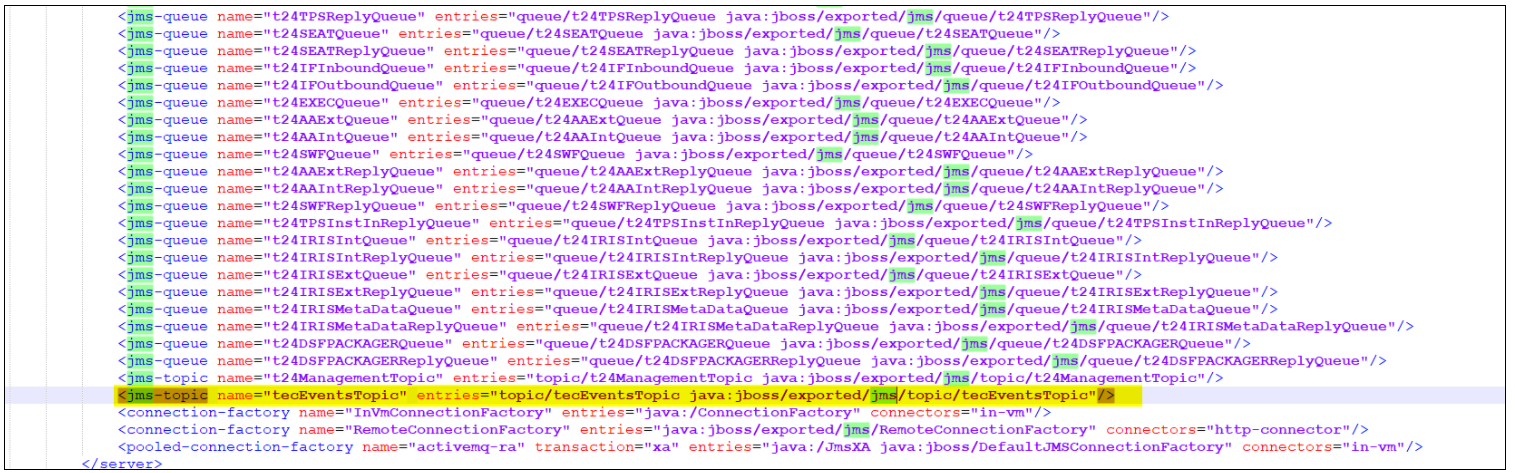 <jms-queue name="t24TPSReplyQueue" entries="queue/t24TPSReplyQueue java:jboss/exported/jms/queue/t24TPSReplyQueue"/>
<jms-queue name="t24SEATQueue" entries="queue/t24SEATQueue java:jboss/exported/jms/queue/t24SEATQueue"/>
<jms-queue name="t24SEATReplyQueue" entries="queue/t24SEATReplyQueue java:jboss/exported/jms/queue/t24SEATReplyQueue"/>
<jms-queue name="t24IFInboundQueue" entries="queue/t24IFInboundQueue java:jboss/exported/jms/queue/t24IFInboundQueue"/>
<jms-queue name="t24IFOutboundQueue" entries="queue/t24IFOutboundQueue java:jboss/exported/jms/queue/t24IFOutboundQueue"/>
<jms-queue name="t24EXECQueue" entries="queue/t24EXECQueue java:jboss/exported/jms/queue/t24EXECQueue"/>
<jms-queue name="t24AAExtQueue" entries="queue/t24AAExtQueue java:jboss/exported/jms/queue/t24AAExtQueue"/>
<jms-queue name="t24AAIntQueue" entries="queue/t24AAIntQueue java:jboss/exported/jms/queue/t24AAIntQueue"/>
<jms-queue name="t24SWFQueue" entries="queue/t24SWFQueue java:jboss/exported/jms/queue/t24SWFQueue"/>
<jms-queue name="t24AAExtReplyQueue" entries="queue/t24AAExtReplyQueue java:jboss/exported/jms/queue/t24AAExtReplyQueue"/>
<jms-queue name="t24AAIntReplyQueue" entries="queue/t24AAIntReplyQueue java:jboss/exported/jms/queue/t24AAIntReplyQueue"/>
<jms-queue name="t24SWFReplyQueue" entries="queue/t24SWFReplyQueue java:jboss/exported/jms/queue/t24SWFReplyQueue"/>
<jms-queue name="t24TPSInstInReplyQueue" entries="queue/t24TPSInstInReplyQueue java:jboss/exported/jms/queue/t24TPSInstInReplyQueue"/>
<jms-queue name="t24IRISIntQueue" entries="queue/t24IRISIntQueue java:jboss/exported/jms/queue/t24IRISIntQueue"/>
<jms-queue name="t24IRISIntReplyQueue" entries="queue/t24IRISIntReplyQueue java:jboss/exported/jms/queue/t24IRISIntReplyQueue"/>
<jms-queue name="t24IRISExtQueue" entries="queue/t24IRISExtQueue java:jboss/exported/jms/queue/t24IRISExtQueue"/>
<jms-queue name="t24IRISExtReplyQueue" entries="queue/t24IRISExtReplyQueue java:jboss/exported/jms/queue/t24IRISExtReplyQueue"/>
<jms-queue name="t24IRISMetaDataQueue" entries="queue/t24IRISMetaDataQueue java:jboss/exported/jms/queue/t24IRISMetaDataQueue"/>
<jms-queue name="t24IRISMetaDataReplyQueue" entries="queue/t24IRISMetaDataReplyQueue java:jboss/exported/jms/queue/t24IRISMetaDataReplyQueue"/>
<jms-queue name="t24DSFPACKAGERQueue" entries="queue/t24DSFPACKAGERQueue java:jboss/exported/jms/queue/t24DSFPACKAGERQueue"/>
<jms-queue name="t24DSFPACKAGERReplyQueue" entries="queue/t24DSFPACKAGERReplyQueue java:jboss/exported/jms/queue/t24DSFPACKAGERReplyQueue"/>
<jms-topic name="t24ManagementTopic" entries="topic/t24ManagementTopic java:jboss/exported/jms/topic/t24ManagementTopic"/>
<jms-topic name="tecEventsTopic" entries="topic/tecEventsTopic java:jboss/exported/jms/topic/tecEventsTopic"/>
<connection-factory name="InVmConnectionFactory" entries="java:/ConnectionFactory" connectors="in-vm"/>
<connection-factory name="RemoteConnectionFactory" entries="java:jboss/exported/jms/RemoteConnectionFactory" connectors="http-connector"/>
<pooled-connection-factory name="activemq-ra" transaction="xa" entries="java:/JmsXA java:jboss/DefaultJMSConnectionFactory" connectors="in-vm"/>
</server>